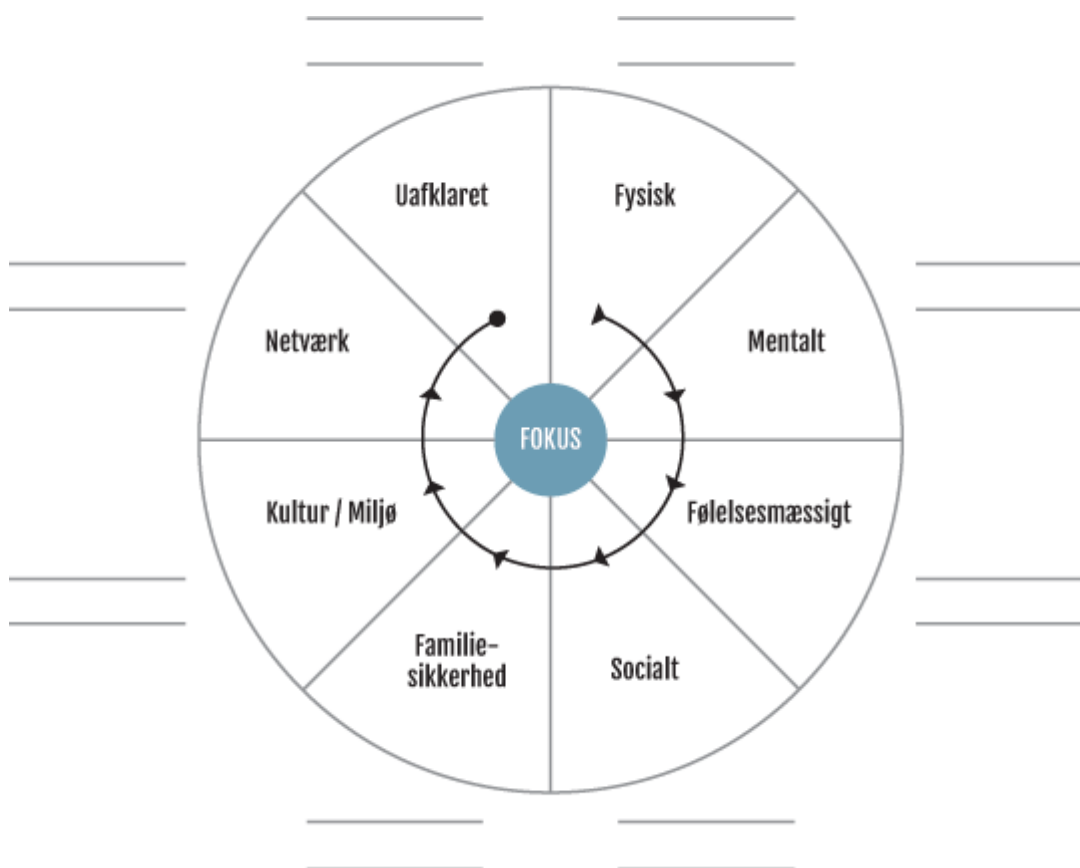 Uafklaret
Fysisk
Netværk
Mentalt
FOKUS
Kultur / Miljø
Følelsesmæssigt
Familie-
sikkerhed
Socialt